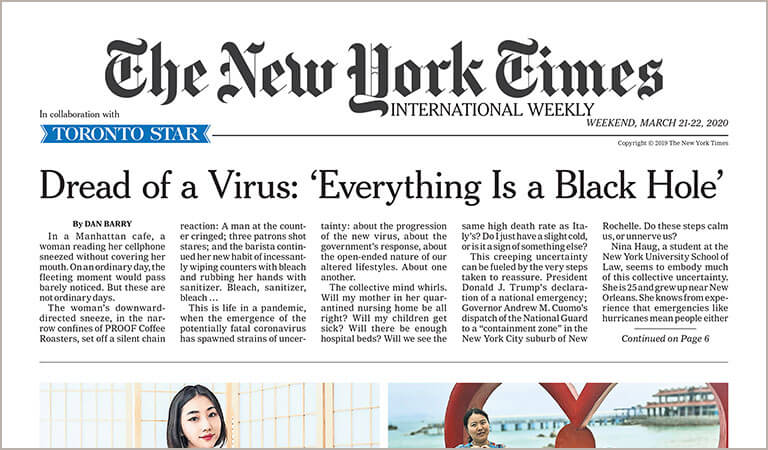 The New York Times
INTERNATIONAL WEEKLY
In collaboration with
TORONTO STAR
WEEKEND, MARCH 21-22, 2020
Copyright © 2019 The New York Times
Dread of a Virus: ‘Everything Is a Black Hole’
By DAN BARRY
In a Manhattan cafe, a
woman reading her cellphone
sneezed without covering her
mouth. On an ordinary day, the
fleeting moment would pass
barely noticed. But these are
not ordinary days.
The woman’s downward-
directed sneeze, in the nar-
row confines of PROOF Coffee
Roasters, set off a silent chain
reaction: A man at the count-
er cringed; three patrons shot
stares; and the barista contin-
ued her new habit of incessant-
ly wiping counters with bleach
and rubbing her hands with
sanitizer. Bleach, sanitizer,
bleach ...
This is life in a pandemic,
when the emergence of the
potentially fatal coronavirus
has spawned strains of uncer-
tainty: about the progression
of the new virus, about the
government’s response, about
the open-ended nature of our
altered lifestyles. About one
another.
The collective mind whirls.
Will my mother in her quar-
antined nursing home be all
right? Will my children get
sick? Will there be enough
hospital beds? Will we see the
same high death rate as Ita-
ly’s? Do I just have a slight cold,
or is it a sign of something else?
This creeping uncertainty
can be fueled by the very steps
taken to reassure. President
Donald J. Trump’s declara-
tion of a national emergency;
Governor Andrew M. Cuomo’s
dispatch of the National Guard
to a “containment zone” in the
New York City suburb of New
Rochelle. Do these steps calm
us, or unnerve us?
Nina Haug, a student at the
New York University School of
Law, seems to embody much
of this collective uncertainty.
She is 25 and grew up near New
Orleans. She knows from expe-
rience that emergencies like
hurricanes mean people either
Continued on Page 6